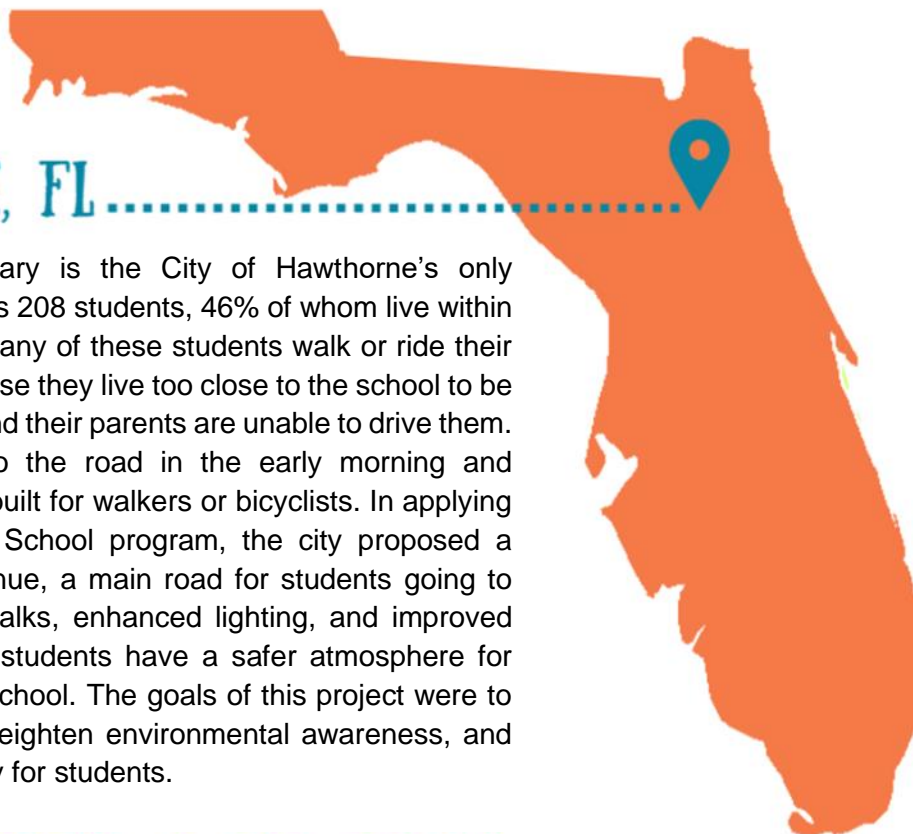 , FL
ary is the City of Hawthorne’s only
s 208 students, 46% of whom live within
any of these students walk or ride their
se they live too close to the school to be
nd their parents are unable to drive them.
o the road in the early morning and
built for walkers or bicyclists. In applying
School program, the city proposed a
nue, a main road for students going to
alks, enhanced lighting, and improved
students have a safer atmosphere for
chool. The goals of this project were to
eighten environmental awareness, and
y for students.